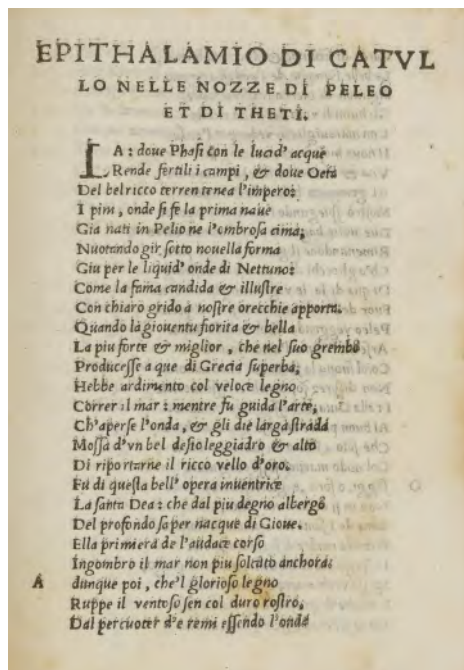 EPITHALAMIO DI CATVL
LO NELLE NOZZE DI PELEO
ET DI THETI.
LA: doue Phasi con le lucid' acque
Rende fertili i campi, & doue Oeta
Del bel ricco terren tenea l'impero:
I pini, onde si fe la prima naue
Gia nati in Pelio ne l'ombrosa cima,
Nuotando gir sotto nouella forma
Giu per le liquid' onde di Nettuno:
Come la fama candida & illustre
Con chiaro grido a nostre orecchie apporta.
Quando la giouentu fiorita & bella
La piu forte & miglior, che nel suo grembo
Producesse a que di Grecia superba,
Hebbe ardimento col veloce legno
Correr il mar: mentre fu guida l'arte,
Ch'aperse l'onda, & gli die larga strada
Mossa d'vn bel desio leggiadro & alto
Di riportarne il ricco vello d'oro.
Fu di questa bell' opera inuentrice
La santa Dea: che dal piu degno albergo
Del profondo saper nacque di Gioue.
Ella primiera de l'audace corso
Ingombro il mar non piu solcato anchora.
A dunque poi, che'l glorioso legno
Ruppe il ventoso sen col duro rostro,
Dal percuoter d'e remi essendo l'onda